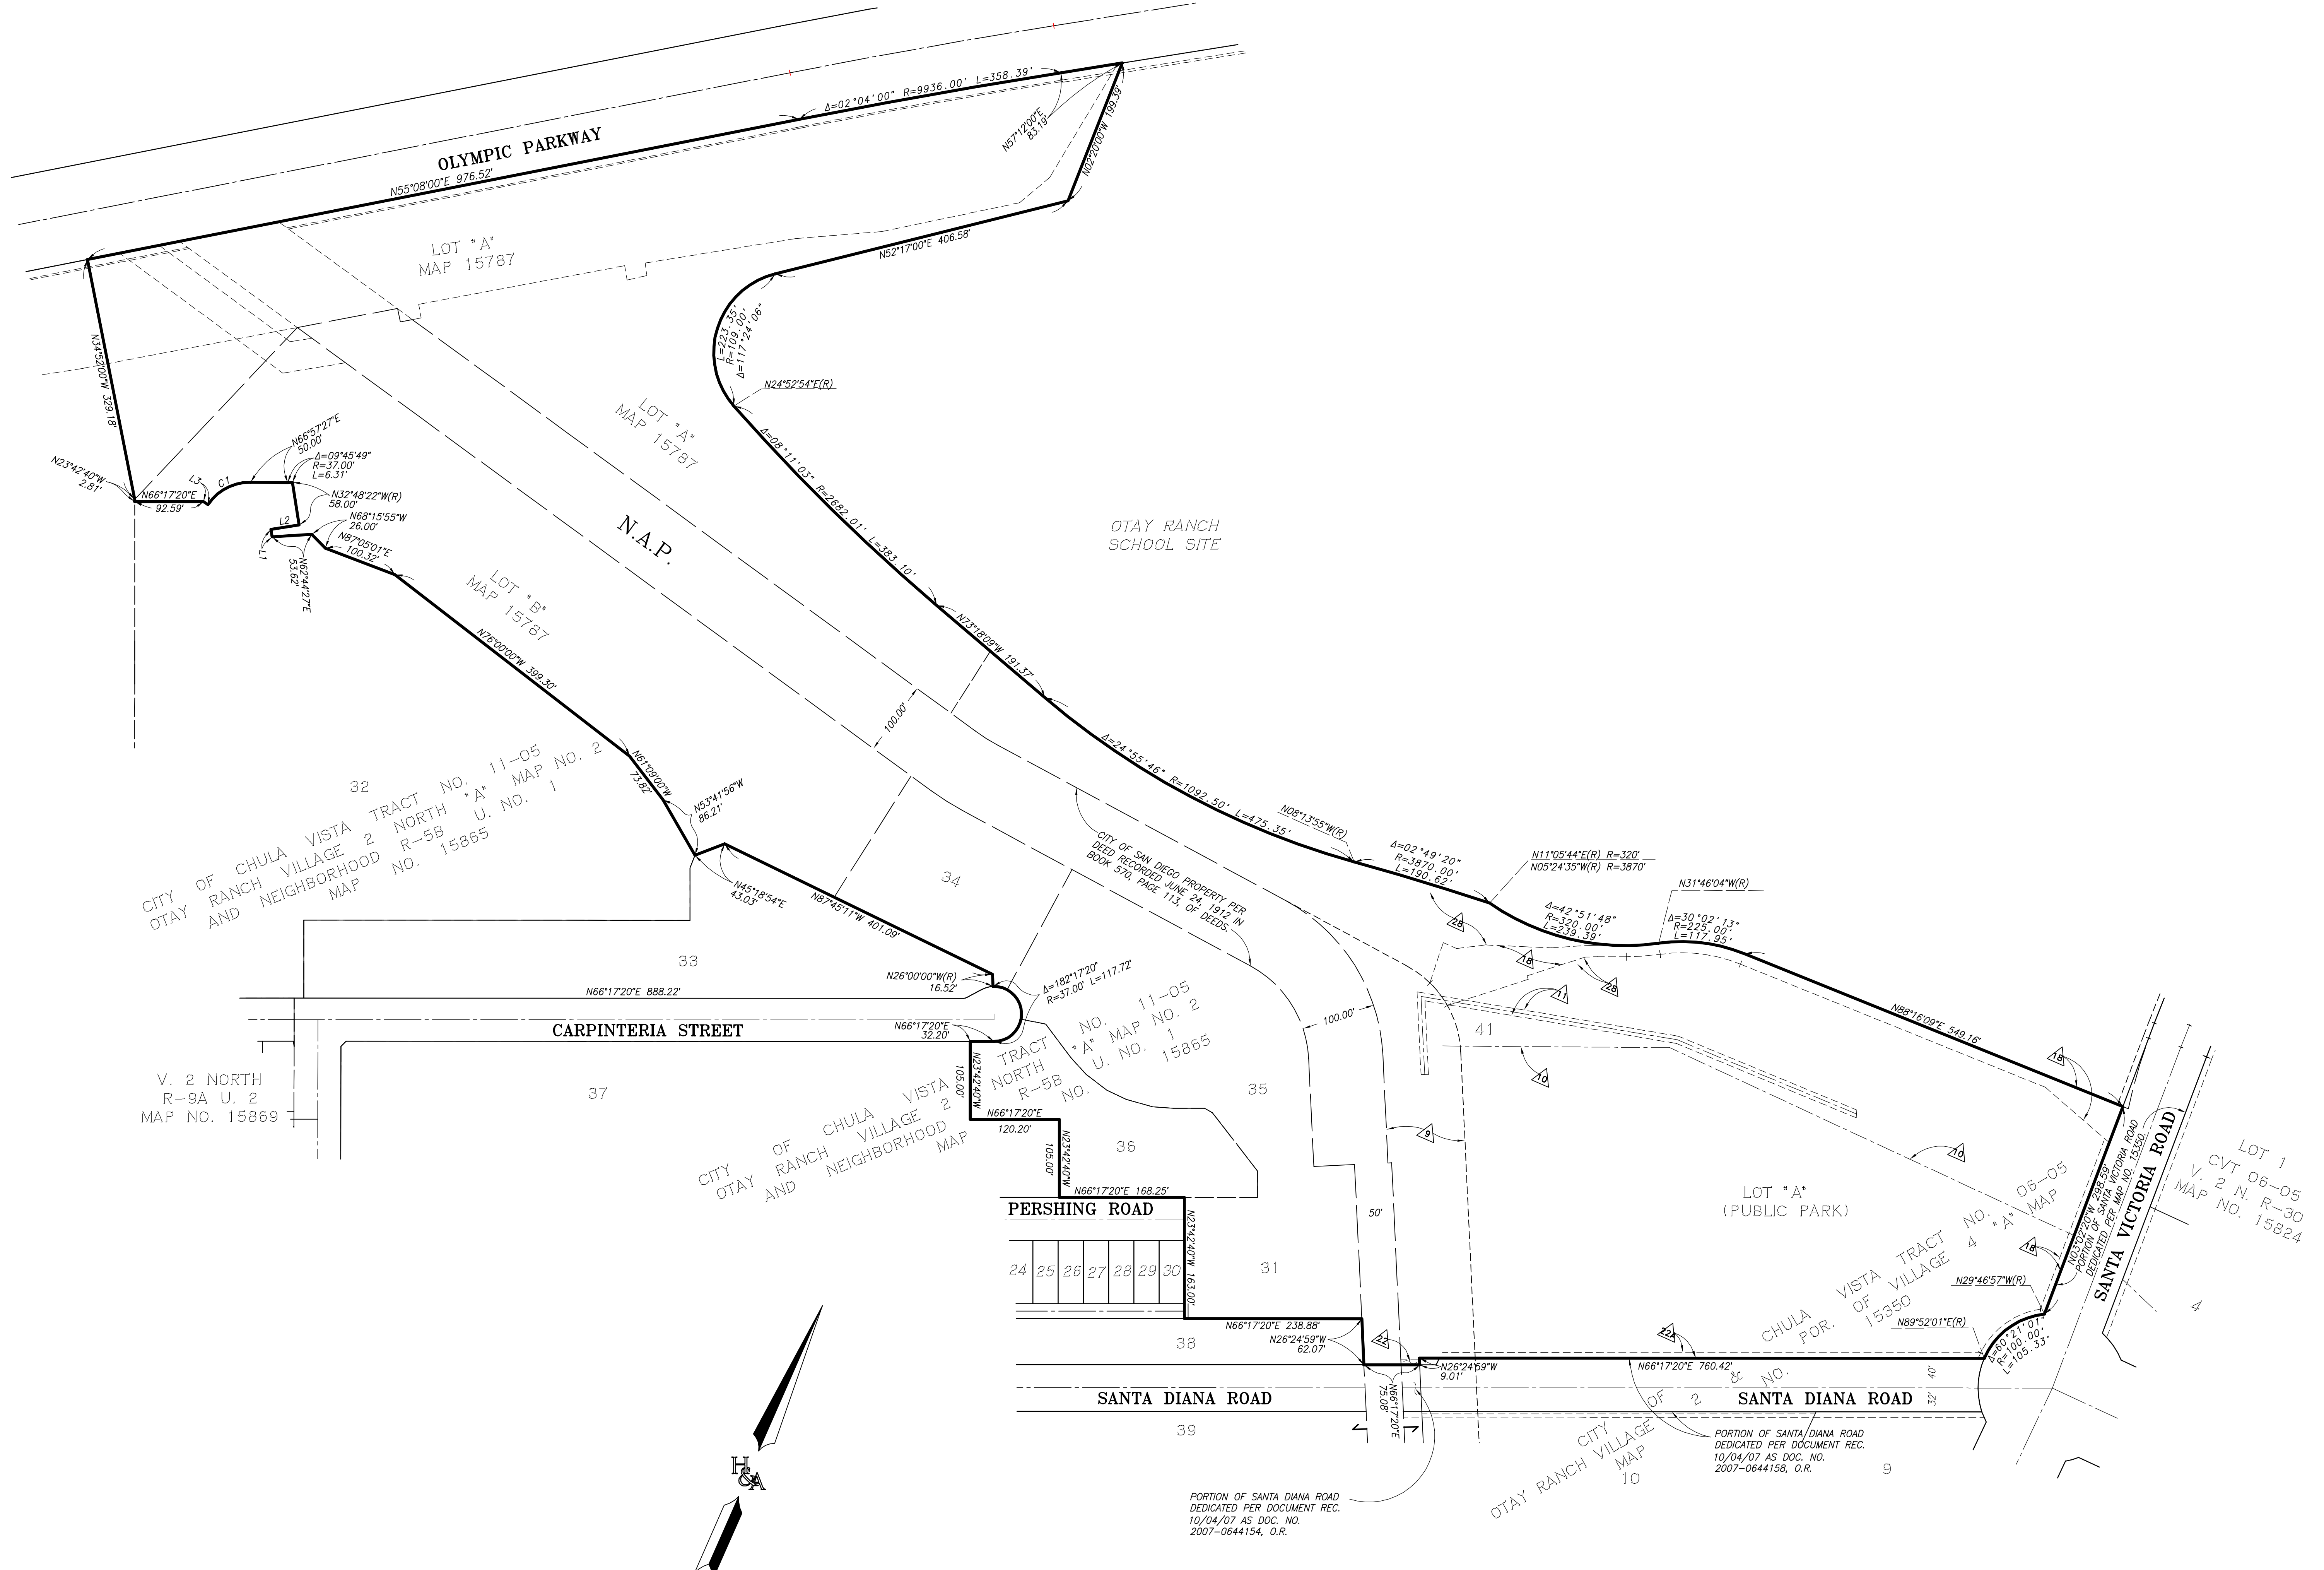 Δ=02°04'00" R=9936.00' L=358.39'
N57°12'00"E
83.19'
N02°20'00"W 199.39'
OLYMPIC PARKWAY
N55°08'00"E 976.52'
LOT "A"
MAP 15787
N52°17'00"E 406.58'
L=223.35'
R=109.00'
Δ=117°24'06"
N34°52'00"W 329.18'
N24°52'54"E(R)
LOT "A"
MAP 15787
N66°57'27"E
50.00'
Δ=09°45'49"
R=37.00'
L=6.31'
N23°42'40"W
2.81'
L3
C1
N66°17'20"E
92.59'
N32°48'22"W(R)
58.00'
L2
N68°15'55"W
26.00'
L1
N62°44'27"E
53.62'
N87°05'01"E
100.32'
Δ=08°11'03" R=2682.01' L=383.10'
N.A.P.
OTAY RANCH
SCHOOL SITE
LOT "B"
MAP 15787
N76°00'00"W 399.30'
N73°18'09"W 191.37'
100.00'
Δ=24°55'46" R=1092.50' L=475.35'
32
CITY OF CHULA VISTA TRACT NO. 11-05
OTAY RANCH VILLAGE 2 NORTH "A" MAP NO. 2
AND NEIGHBORHOOD R-5B U. NO. 1
MAP NO. 15865
N61°09'00"W
73.82'
N53°41'56"W
86.21'
N08°13'55"W(R)
Δ=02°49'20"
R=3870.00'
L=190.62'
N11°05'44"E(R) R=320'
N05°24'35"W(R) R=3870'
N31°46'04"W(R)
CITY OF SAN DIEGO PROPERTY PER
DEED RECORDED JUNE 24, 1912 IN
BOOK 570, PAGE 113, OF DEEDS.
N45°18'54"E
43.03'
34
N87°45'11"W 401.09'
28
Δ=42°51'48"
R=320.00'
L=239.39'
Δ=30°02'13"
R=225.00'
L=117.95'
18
28
11
33
N26°00'00"W(R)
16.52'
Δ=182°17'20"
R=37.00' L=117.72'
N66°17'20"E 888.22'
CARPINTERIA STREET
N66°17'20"E
32.20'
100.00'
41
N88°16'09"E 549.16'
18
10
V. 2 NORTH
R-9A U. 2
MAP NO. 15869
37
N23°42'40"W
105.00'
CITY OF CHULA VISTA TRACT NO. 11-05
OTAY RANCH VILLAGE 2 NORTH "A" MAP NO. 2
AND NEIGHBORHOOD R-5B U. NO. 1
MAP NO. 15865
35
N66°17'20"E
120.20'
N23°42'40"W
105.00'
36
9
10
N66°17'20"E 168.25'
PERSHING ROAD
N23°42'40"W 163.00'
50'
LOT "A"
(PUBLIC PARK)
N03°02'20"W 298.59'
PORTION OF SANTA VICTORIA ROAD
DEDICATED PER MAP NO. 15350.
SANTA VICTORIA ROAD
LOT 1
CVT 06-05
V. 2 N. R-30
MAP NO. 15824
18
24 25 26 27 28 29 30
31
N29°46'57"W(R)
4
N89°52'01"E(R)
Δ=60°21'01"
R=100.00'
L=105.33'
N66°17'20"E 238.88'
N26°24'59"W
62.07'
38
22
22
N26°24'59"W
9.01'
N66°17'20"E 760.42'
40'
32'
N66°17'20"E
75.08'
SANTA DIANA ROAD
SANTA DIANA ROAD
39
CITY OF CHULA VISTA TRACT NO. 06-05
OTAY RANCH VILLAGE 2 & POR. OF VILLAGE 4 "A" MAP
MAP NO. 15350
10
9
PORTION OF SANTA DIANA ROAD
DEDICATED PER DOCUMENT REC.
10/04/07 AS DOC. NO.
2007-0644158, O.R.
PORTION OF SANTA DIANA ROAD
DEDICATED PER DOCUMENT REC.
10/04/07 AS DOC. NO.
2007-0644154, O.R.
H&A